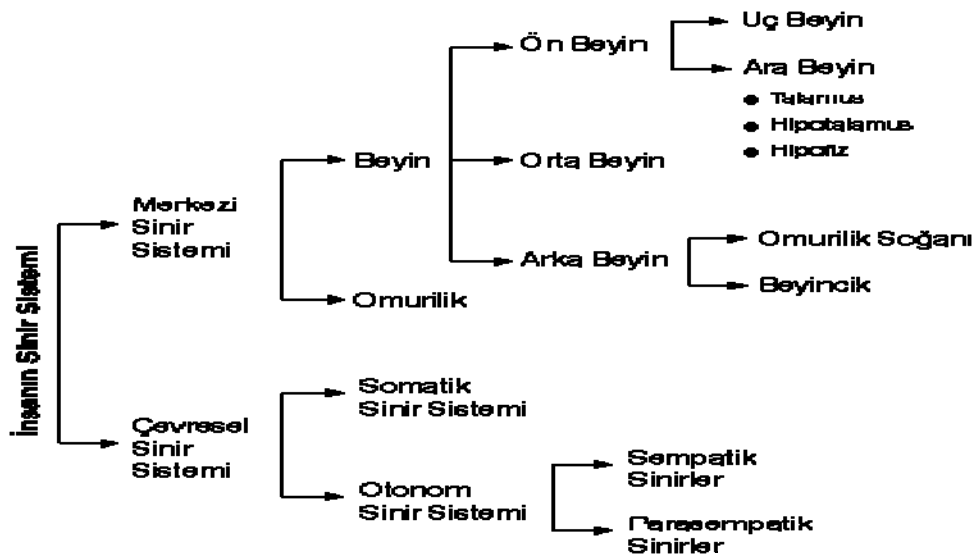 İnsanın Sinir Sistemi
Merkezi
Sinir
Sistemi
Beyin
Ön Beyin
Uç Beyin
Ara Beyin
● Talamus
● Hipotalamus
● Hipofiz
Orta Beyin
Arka Beyin
Omurilik Soğanı
Beyincik
Omurilik
Çevresel
Sinir
Sistemi
Somatik
Sinir Sistemi
Otonom
Sinir Sistemi
Sempatik
Sinirler
Parasempatik
Sinirler